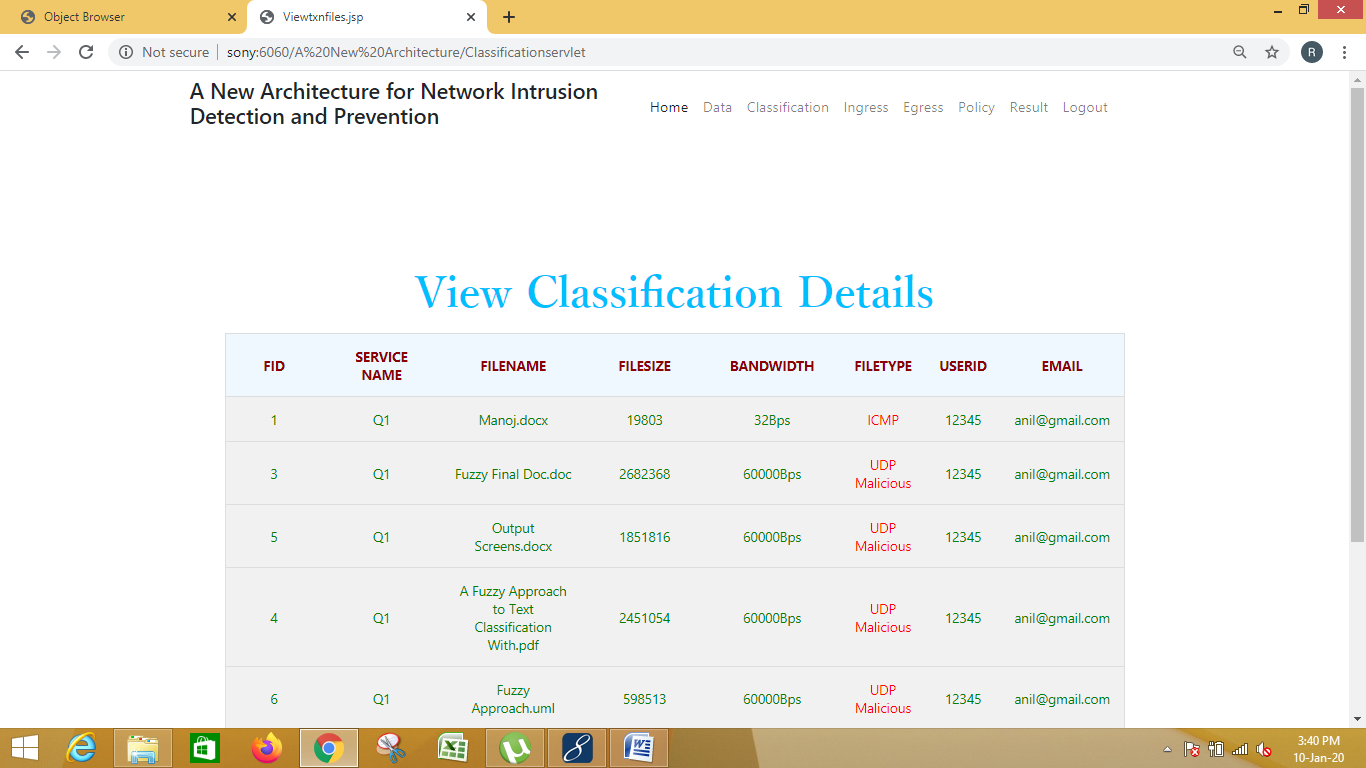 Object Browser
Viewtxnfiles.jsp
Not secure
sony:6060/A%20New%20Architecture/Classificationservlet
R
A New Architecture for Network Intrusion
Detection and Prevention
Home Data Classification Ingress Egress Policy Result Logout
View Classification Details
FID SERVICE NAME FILENAME FILESIZE BANDWIDTH FILETYPE USERID EMAIL
1 Q1 Manoj.docx 19803 32Bps ICMP 12345 anil@gmail.com
3 Q1 Fuzzy Final Doc.doc 2682368 60000Bps UDP Malicious 12345 anil@gmail.com
5 Q1 Output Screens.docx 1851816 60000Bps UDP Malicious 12345 anil@gmail.com
4 Q1 A Fuzzy Approach to Text Classification With.pdf 2451054 60000Bps UDP Malicious 12345 anil@gmail.com
6 Q1 Fuzzy Approach.uml 598513 60000Bps UDP Malicious 12345 anil@gmail.com
3:40 PM
10-Jan-20